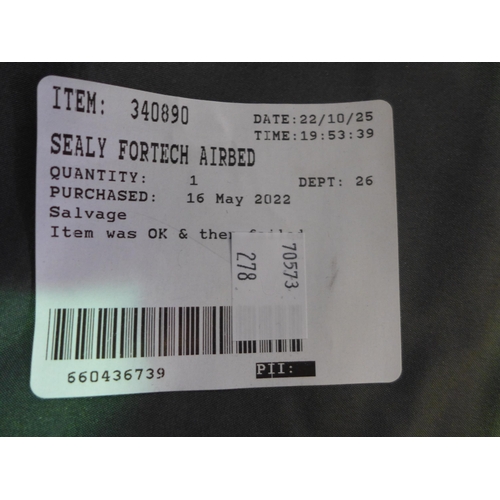 ITEM: 340890
DATE:22/10/25
TIME:19:53:39
SEALY FORTECH AIRBED
QUANTITY: 1 DEPT: 26
PURCHASED: 16 May 2022
Salvage
Item was OK & then failed
70573
278
660436739
PII: